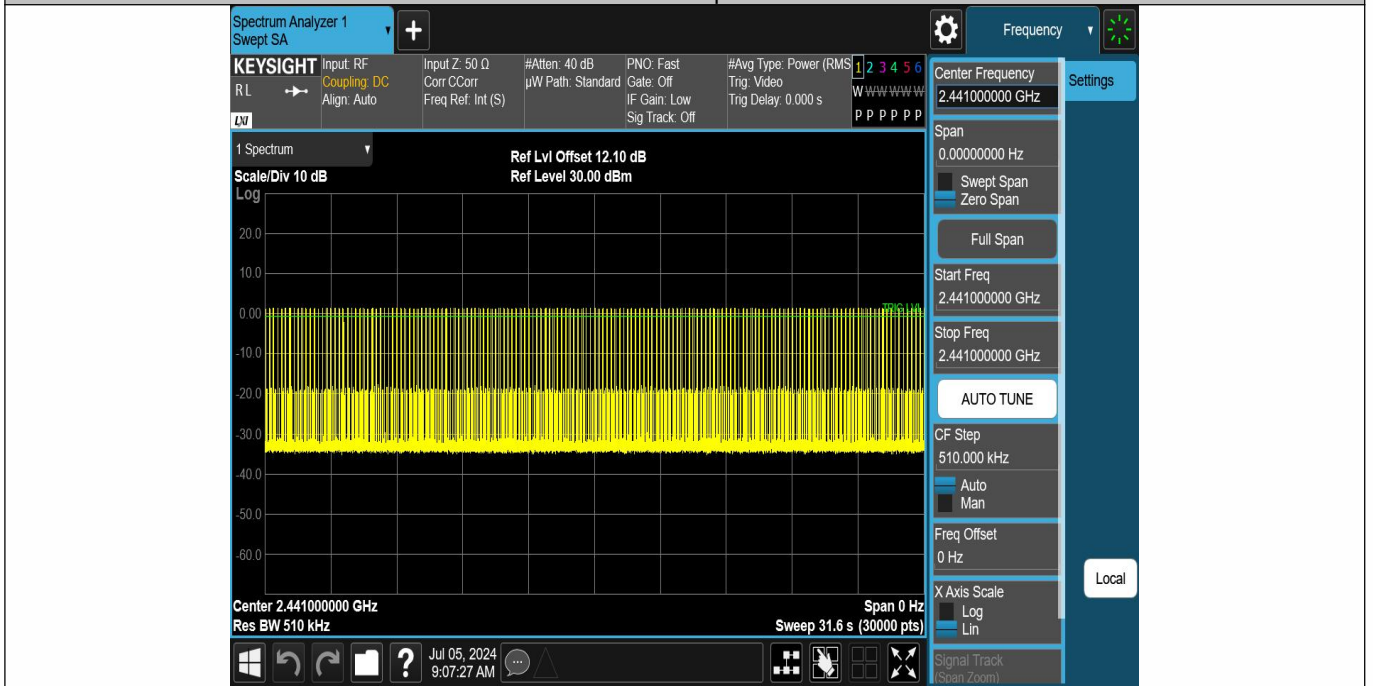 Spectrum Analyzer 1
Swept SA
+
Frequency
KEYSIGHT
RL
LXI
Input: RF
Coupling: DC
Align: Auto
Input Z: 50 Ω
Corr CCorr
Freq Ref: Int (S)
#Atten: 40 dB
µW Path: Standard
PNO: Fast
Gate: Off
IF Gain: Low
Sig Track: Off
#Avg Type: Power (RMS
Trig: Video
Trig Delay: 0.000 s
1 2 3 4 5 6
W W W W W W
P P P P P P
1 Spectrum
Scale/Div 10 dB
Log
Ref Lvl Offset 12.10 dB
Ref Level 30.00 dBm
20.0
10.0
0.00
-10.0
-20.0
-30.0
-40.0
-50.0
-60.0
TRIG LVL
Center 2.441000000 GHz
Res BW 510 kHz
Span 0 Hz
Sweep 31.6 s (30000 pts)
Center Frequency
2.441000000 GHz
Settings
Span
0.00000000 Hz
Swept Span
Zero Span
Full Span
Start Freq
2.441000000 GHz
Stop Freq
2.441000000 GHz
AUTO TUNE
CF Step
510.000 kHz
Auto
Man
Freq Offset
0 Hz
X Axis Scale
Log
Lin
Signal Track
(Span Zoom)
Local
?
Jul 05, 2024
9:07:27 AM